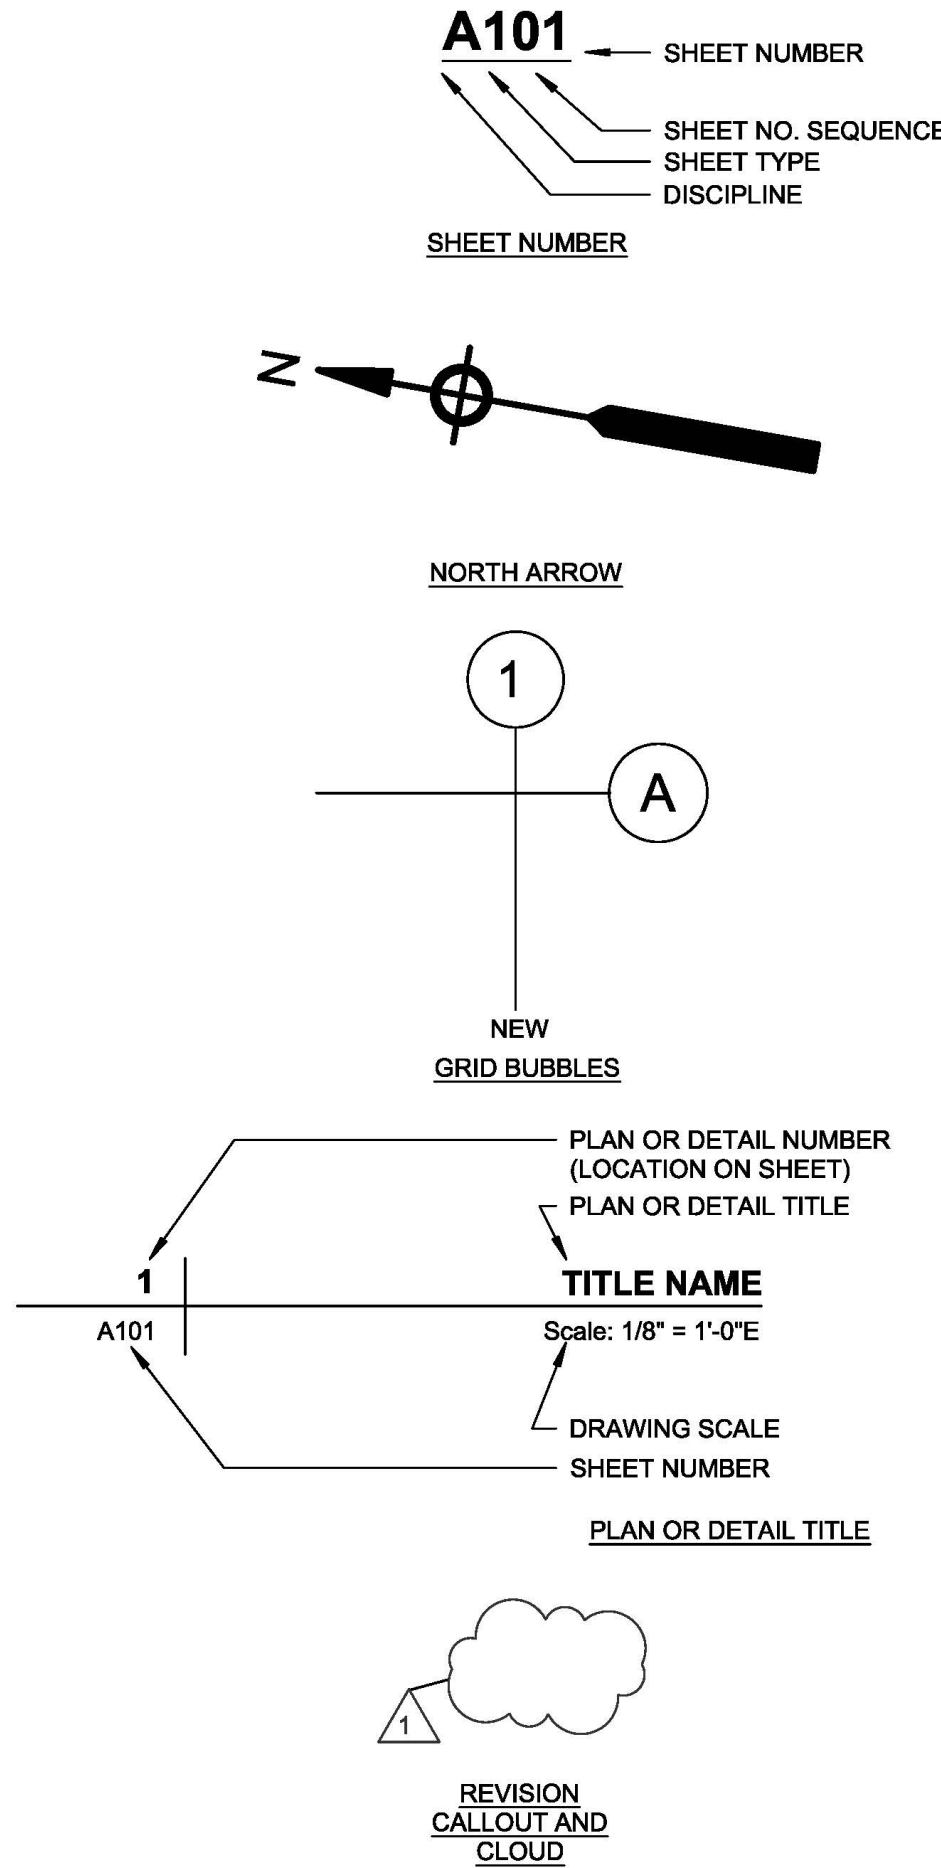 A101
SHEET NUMBER
SHEET NO. SEQUENCE
SHEET TYPE
DISCIPLINE
SHEET NUMBER
N
NORTH ARROW
1
A
NEW
GRID BUBBLES
PLAN OR DETAIL NUMBER
(LOCATION ON SHEET)
PLAN OR DETAIL TITLE
1
TITLE NAME
A101
Scale: 1/8" = 1'-0"E
DRAWING SCALE
SHEET NUMBER
PLAN OR DETAIL TITLE
1
REVISION
CALLOUT AND
CLOUD